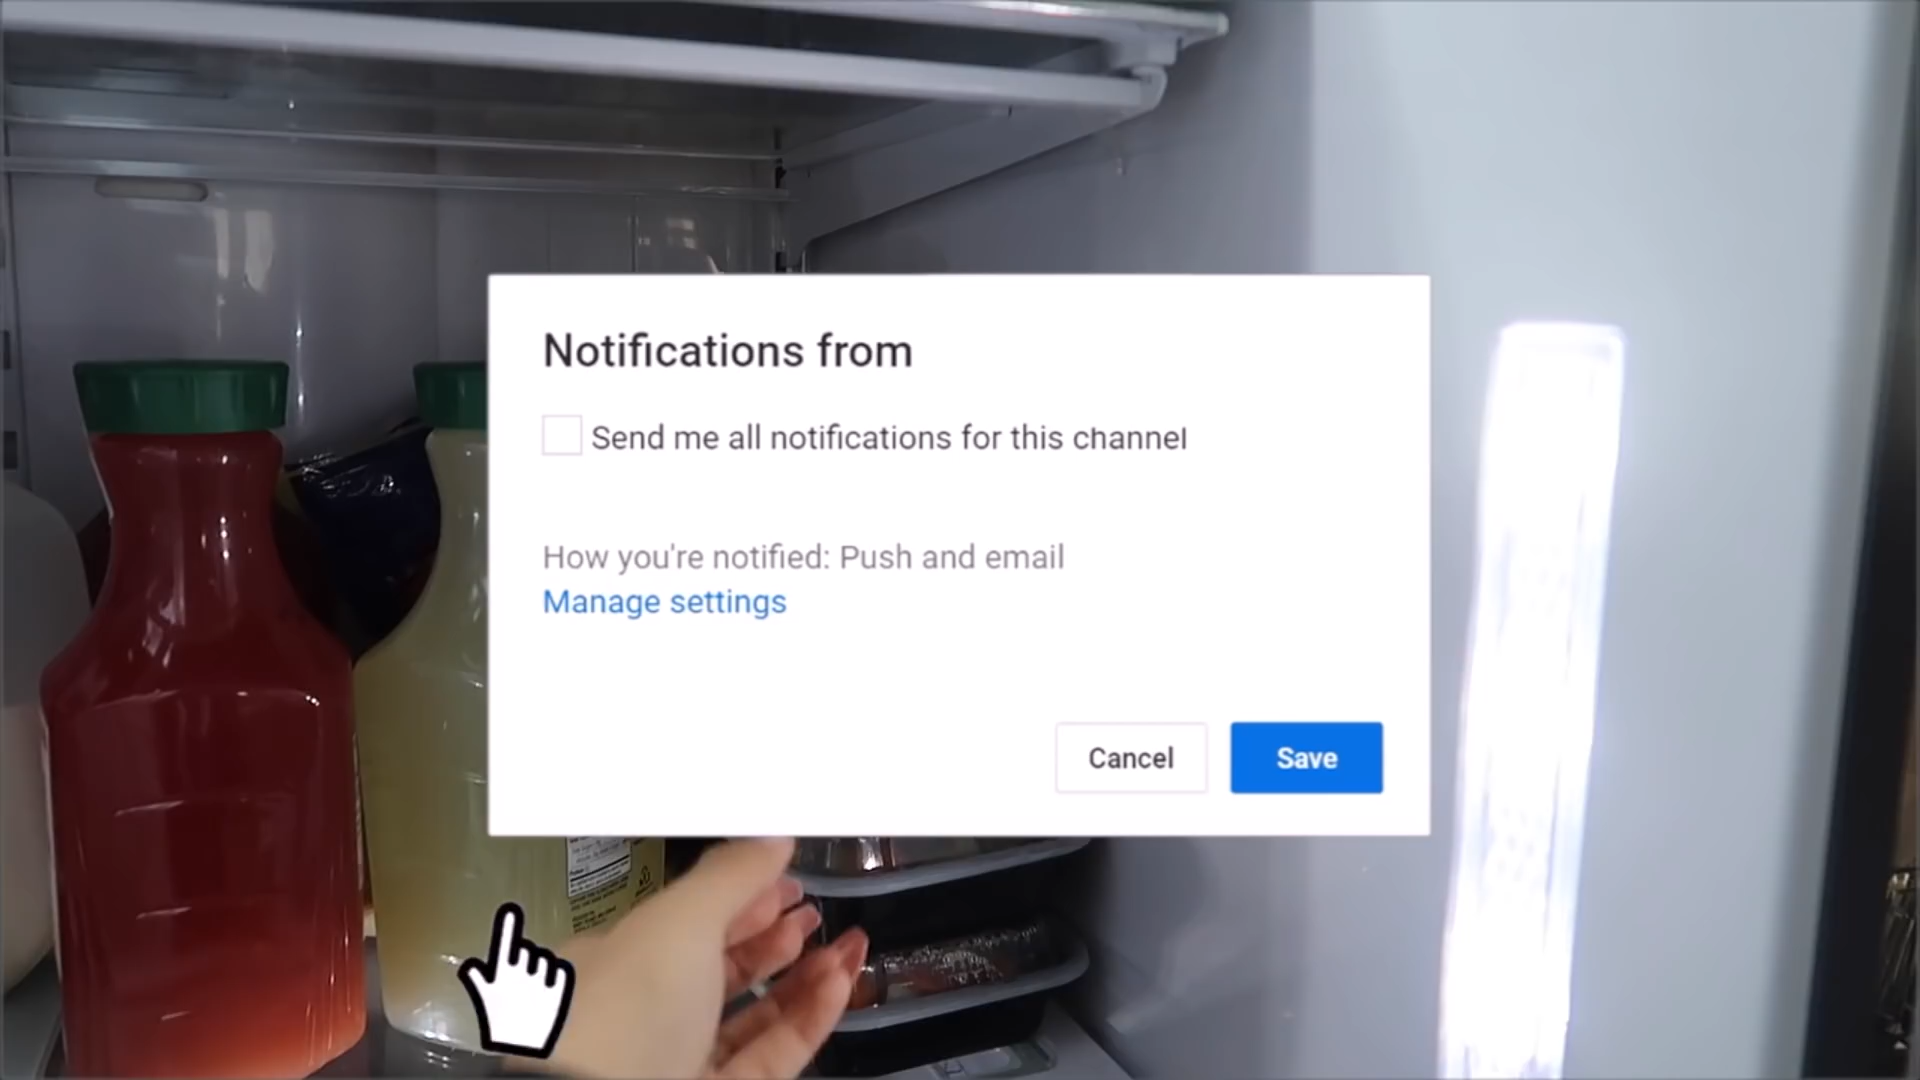 Notifications from
Send me all notifications for this channel
How you're notified: Push and email
Manage settings
Cancel
Save